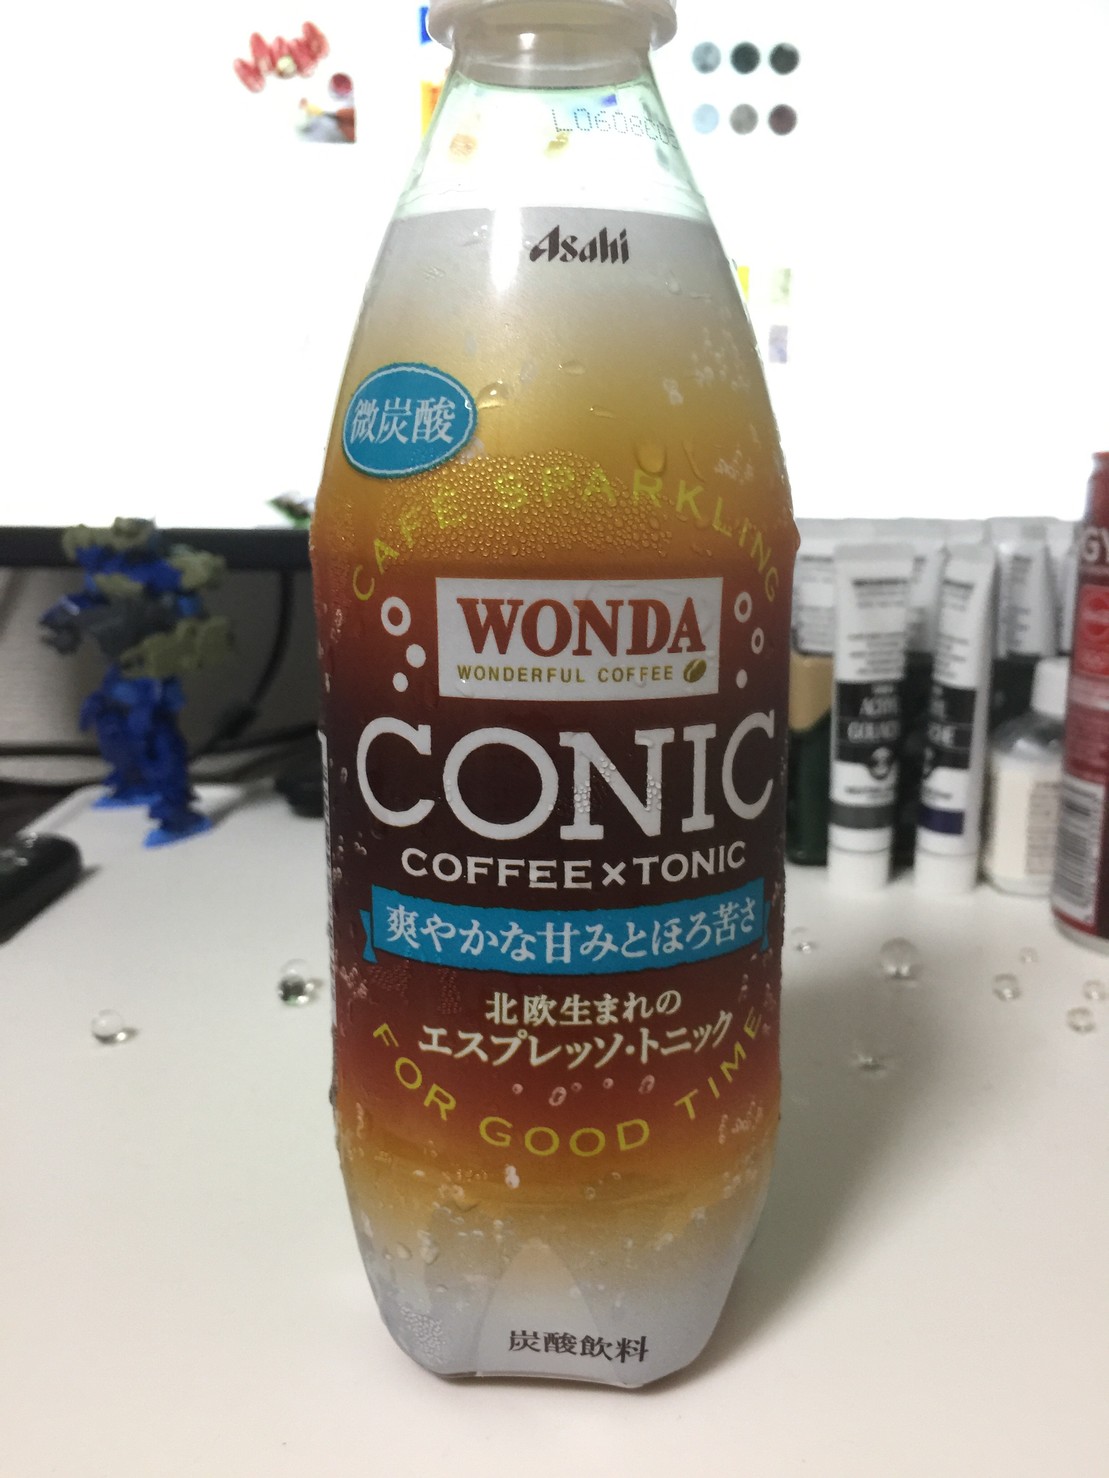 Asahi
微炭酸
CAFÉ SPARKLING
WONDA
WONDERFUL COFFEE
CONIC
COFFEE×TONIC
爽やかな甘みとほろ苦さ
北欧生まれの
エスプレッソ・トニック
FOR GOOD TIME
炭酸飲料